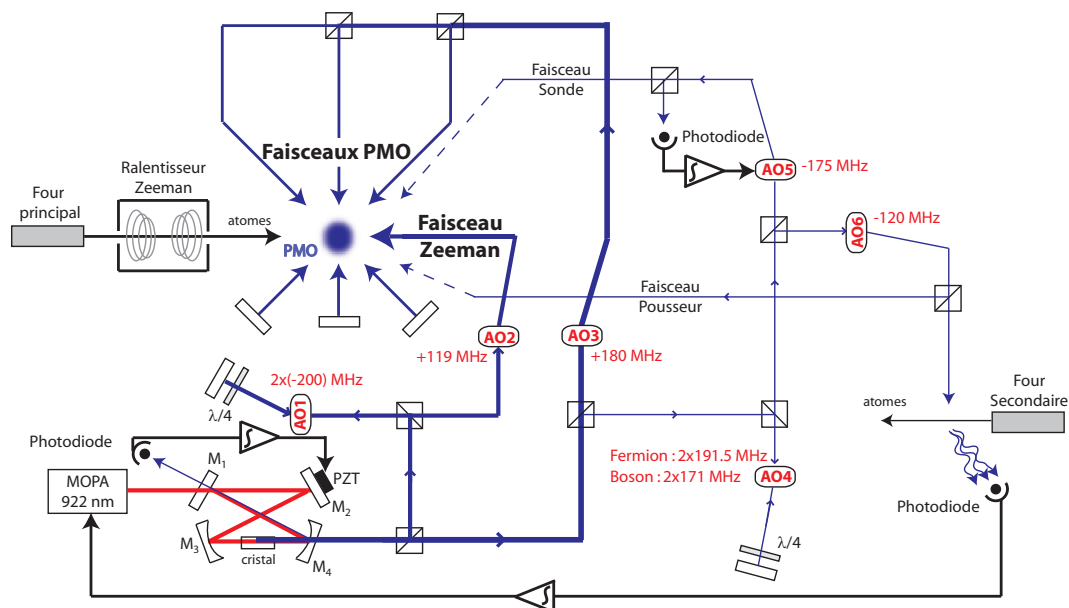 Faisceau
Sonde
Photodiode
AO5
-175 MHz
Faisceaux PMO
Ralentisseur
Zeeman
Four
principal
atomes
PMO
Faisceau
Zeeman
AO6
-120 MHz
Faisceau
Pousseur
AO2
+119 MHz
AO3
+180 MHz
2x(-200) MHz
λ/4
AO1
atomes
Four
Secondaire
Photodiode
M1
PZT
M2
MOPA
922 nm
M3
cristal
M4
Fermion : 2x191.5 MHz
Boson : 2x171 MHz
AO4
λ/4
Photodiode
∫
∫
∫